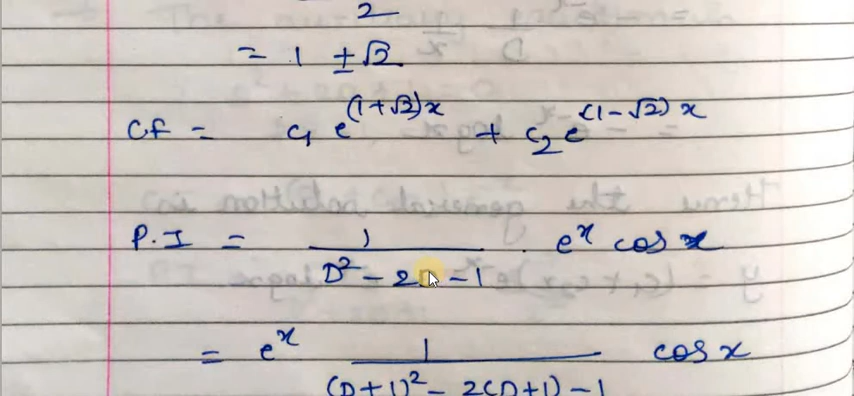 2
= 1 ± √2
CF = C1 e^(1+√2)x + C2 e^(1-√2)x
P.I = 1 / D² - 2D - 1 . e^x cos x
= e^x 1 / (D+1)² - 2(D+1) - 1 cos x